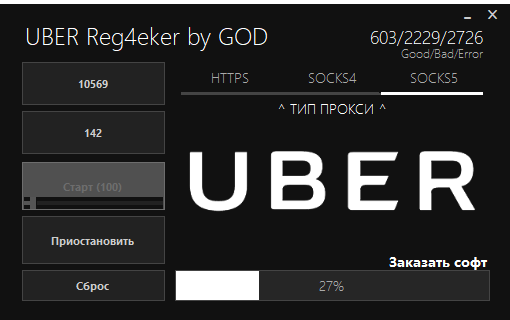 UBER Reg4eker by GOD
603/2229/2726
Good/Bad/Error
10569
HTTPS
SOCKS4
SOCKS5
^ ТИП ПРОКСИ ^
142
Старт (100)
UBER
Приостановить
Заказать софт
Сброс
27%